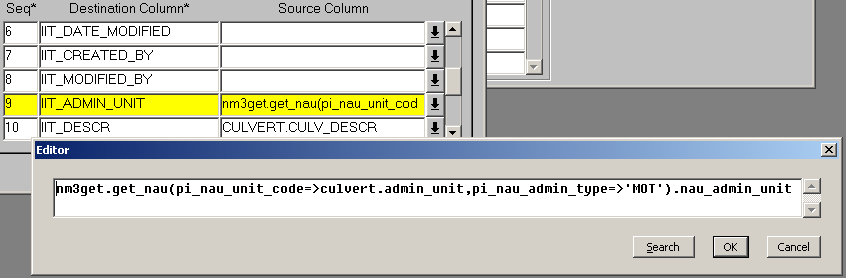 Seq* Destination Column* Source Column
6 IIT_DATE_MODIFIED
7 IIT_CREATED_BY
8 IIT_MODIFIED_BY
9 IIT_ADMIN_UNIT nm3get.get_nau(pi_nau_unit_cod
10 IIT_DESCR CULVERT.CULV_DESCR
Editor
nm3get.get_nau(pi_nau_unit_code=>culvert.admin_unit,pi_nau_admin_type=>'MOT').nau_admin_unit
Search OK Cancel